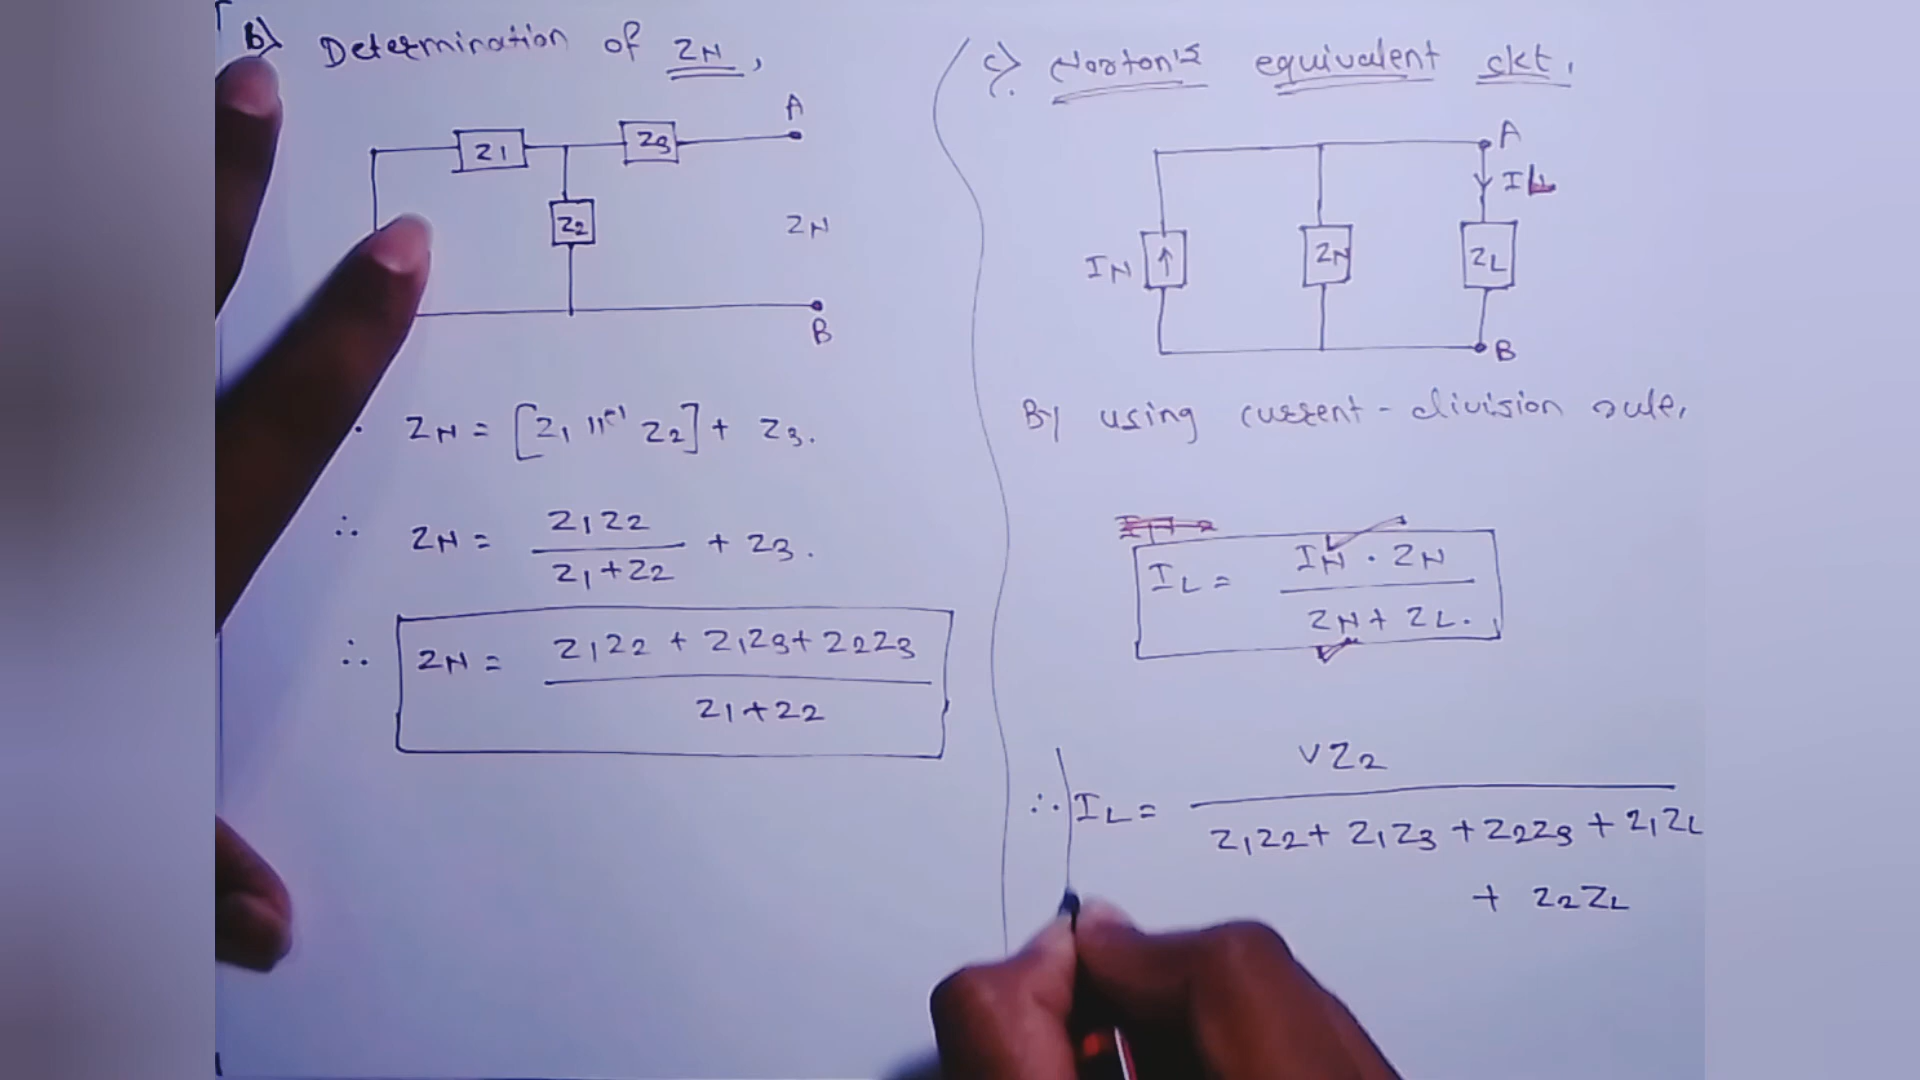 b) Determination of ZN,
Z1
Z3
A
Z2
ZN
B
ZN = [Z1 11el Z2] + Z3.
∴ ZN = Z1Z2 / Z1+Z2 + Z3.
∴ ZN = Z1Z2 + Z1Z3 + Z2Z3 / Z1+Z2
c). Norton's equivalent ckt.
A
IL
IN ↑
ZN
ZL
B
By using current-division rule,
IL = IN . ZN / ZN + ZL.
∴ IL = VZ2 / Z1Z2 + Z1Z3 + Z2Z3 + Z1ZL
+ Z2ZL